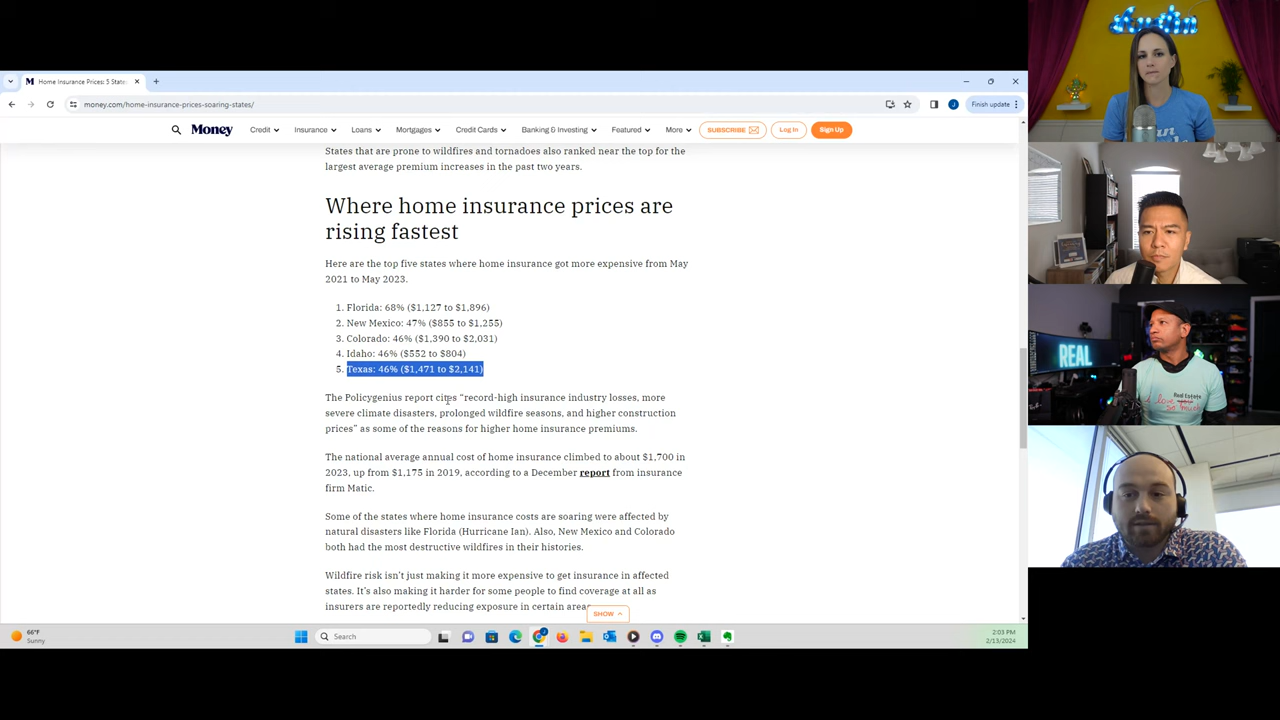 Home Insurance Prices: 5 State
money.com/home-insurance-prices-soaring-states/
Finish update
Money
Credit
Insurance
Loans
Mortgages
Credit Cards
Banking & Investing
Featured
More
SUBSCRIBE
Log In
Sign Up
States that are prone to wildfires and tornadoes also ranked near the top for the
largest average premium increases in the past two years.
Where home insurance prices are
rising fastest
Here are the top five states where home insurance got more expensive from May
2021 to May 2023.
1. Florida: 68% ($1,127 to $1,896)
2. New Mexico: 47% ($855 to $1,255)
3. Colorado: 46% ($1,390 to $2,031)
4. Idaho: 46% ($552 to $804)
5. Texas: 46% ($1,471 to $2,141)
The Policygenius report cites “record-high insurance industry losses, more
severe climate disasters, prolonged wildfire seasons, and higher construction
prices” as some of the reasons for higher home insurance premiums.
The national average annual cost of home insurance climbed to about $1,700 in
2023, up from $1,175 in 2019, according to a December report from insurance
firm Matic.
Some of the states where home insurance costs are soaring were affected by
natural disasters like Florida (Hurricane Ian). Also, New Mexico and Colorado
both had the most destructive wildfires in their histories.
Wildfire risk isn’t just making it more expensive to get insurance in affected
states. It’s also making it harder for some people to find coverage at all as
insurers are reportedly reducing exposure in certain areas
SHOW
66°F
Sunny
Search
2:03 PM
2/13/2024
Austin
REAL
Real Estate